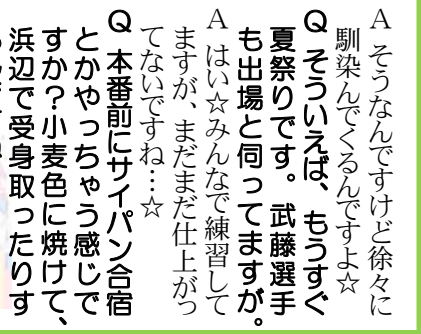 A そうなんですけど徐々に
馴染んでくるんですよ☆
Q そういえば、もうすぐ
夏祭りです。武藤選手
も出場と伺ってますが。
A はい☆みんなで練習して
ますが、まだまだ仕上がっ
てないですね…☆
Q 本番前にサイパン合宿
とかやっちゃう感じで
すか？小麦色に焼けて、
浜辺で受身取ったりす